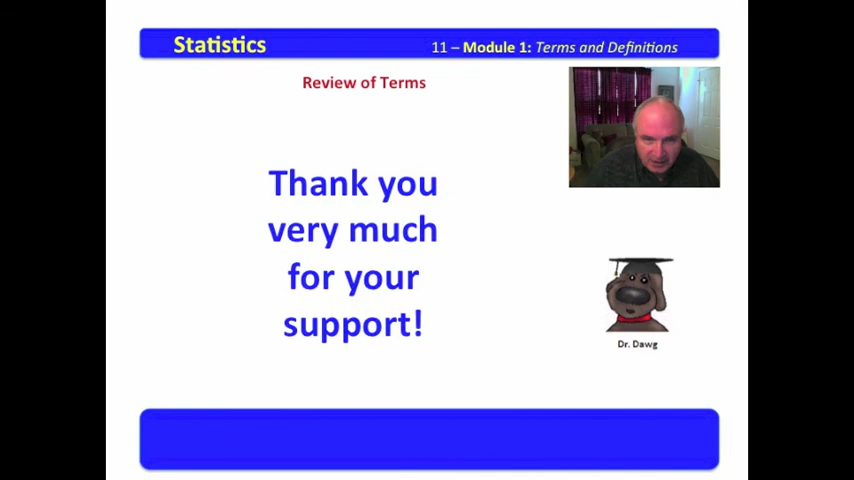 Statistics
11 – Module 1: Terms and Definitions
Review of Terms
Thank you
very much
for your
support!
Dr. Dawg